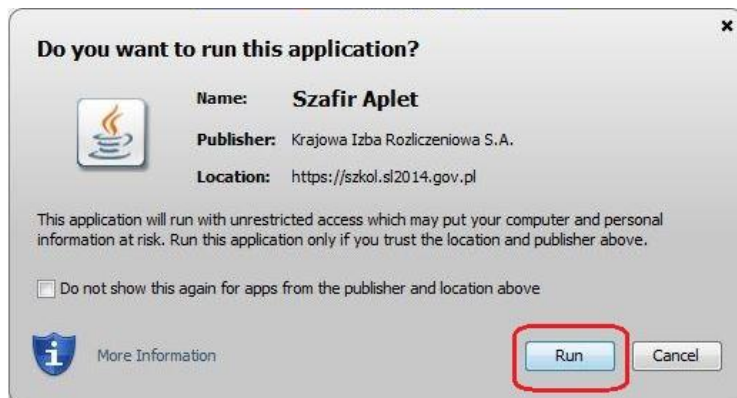 Do you want to run this application?
Name: Szafir Aplet
Publisher: Krajowa Izba Rozliczeniowa S.A.
Location: https://szkol.sl2014.gov.pl
This application will run with unrestricted access which may put your computer and personal
information at risk. Run this application only if you trust the location and publisher above.
Do not show this again for apps from the publisher and location above
More Information
Run
Cancel